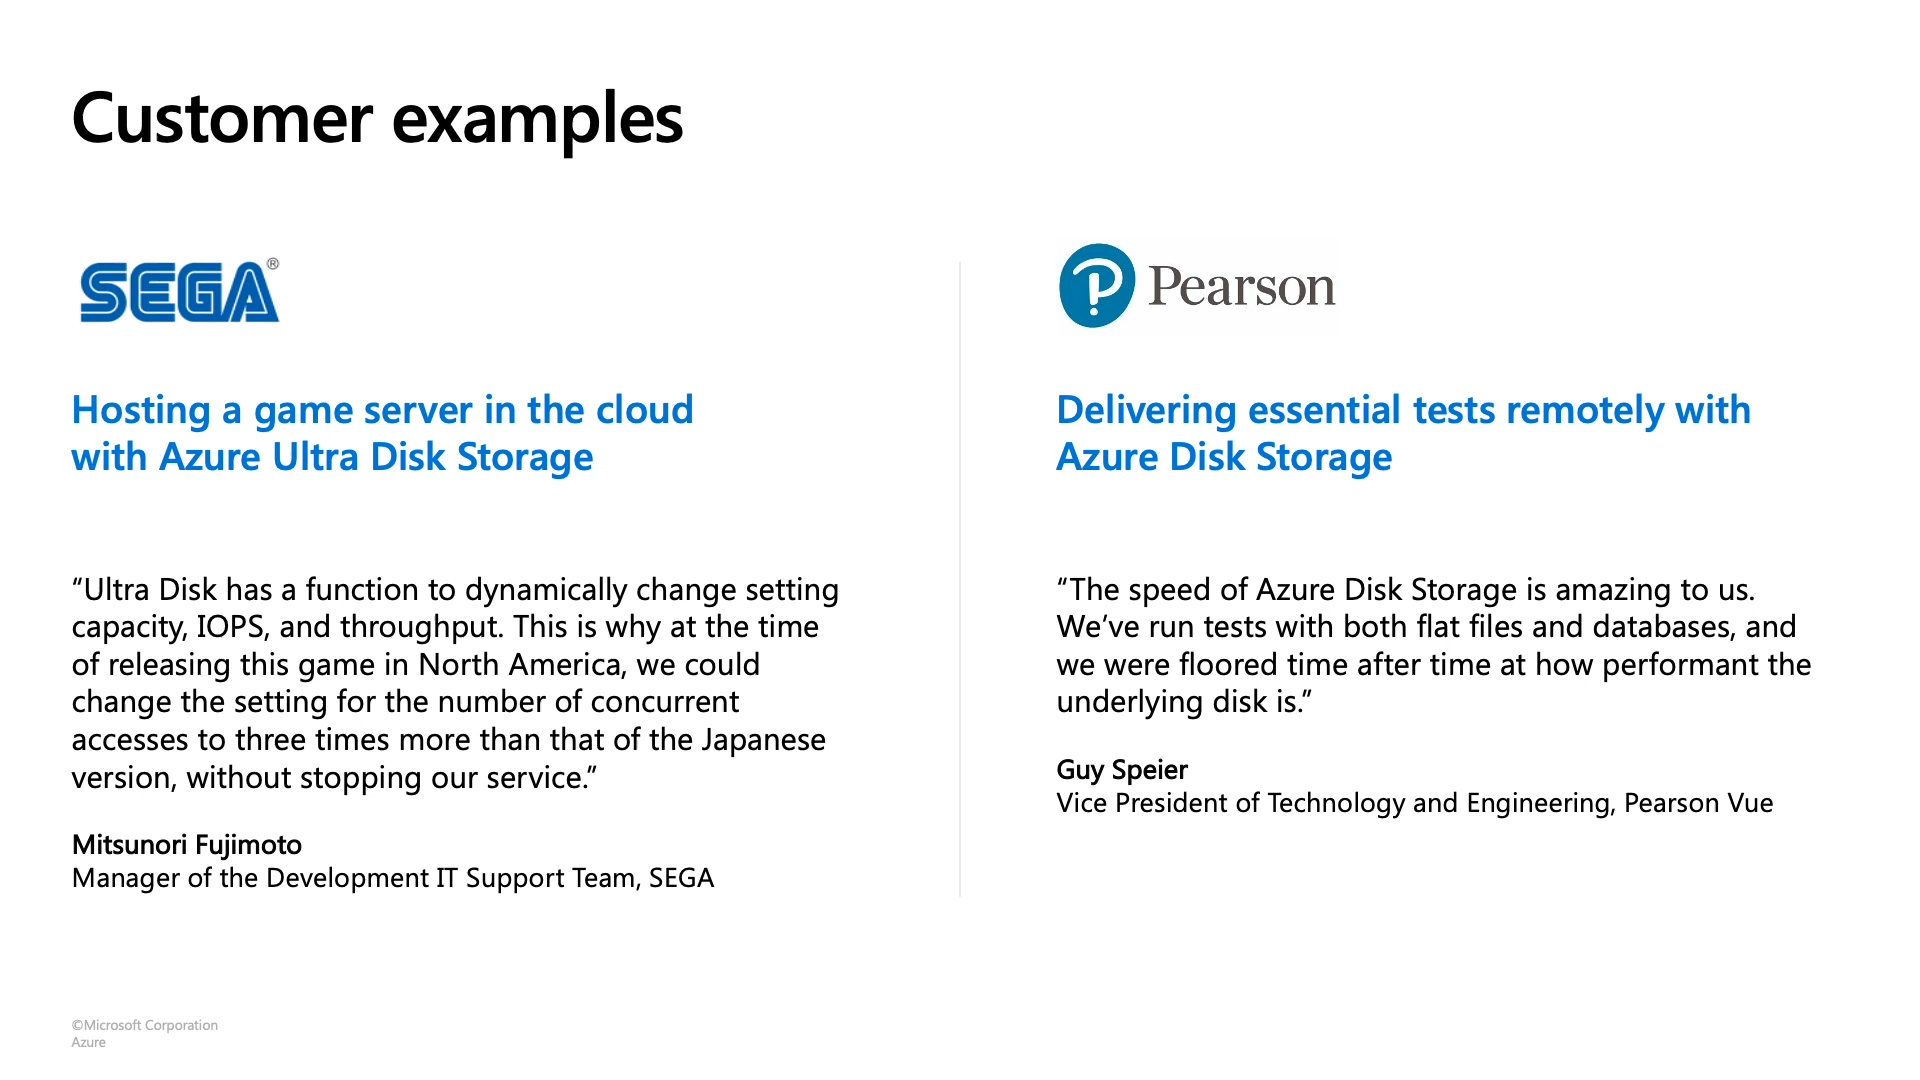 Customer examples
SEGA®
Hosting a game server in the cloud
with Azure Ultra Disk Storage
“Ultra Disk has a function to dynamically change setting
capacity, IOPS, and throughput. This is why at the time
of releasing this game in North America, we could
change the setting for the number of concurrent
accesses to three times more than that of the Japanese
version, without stopping our service.”
Mitsunori Fujimoto
Manager of the Development IT Support Team, SEGA
Pearson
Delivering essential tests remotely with
Azure Disk Storage
“The speed of Azure Disk Storage is amazing to us.
We’ve run tests with both flat files and databases, and
we were floored time after time at how performant the
underlying disk is.”
Guy Speier
Vice President of Technology and Engineering, Pearson Vue
©Microsoft Corporation
Azure